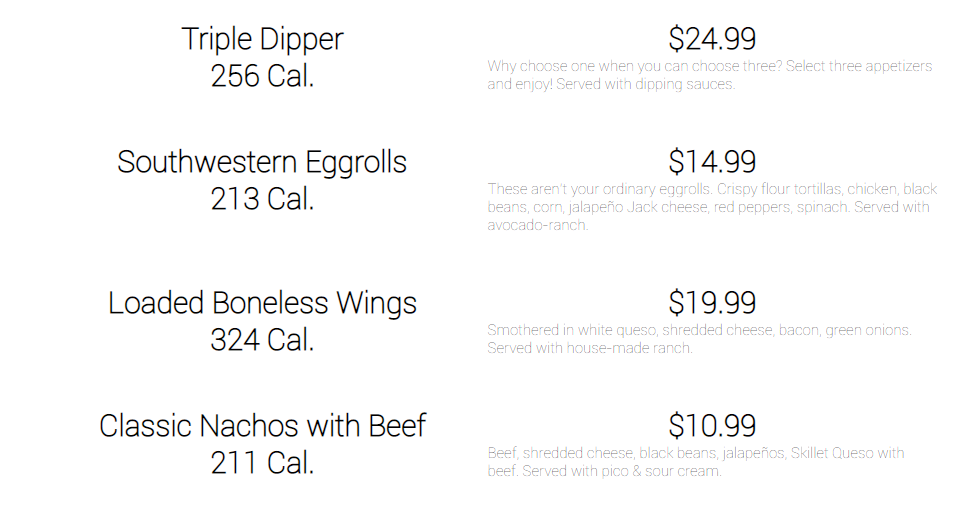 Triple Dipper
256 Cal.
$24.99
Why choose one when you can choose three? Select three appetizers
and enjoy! Served with dipping sauces.
Southwestern Eggrolls
213 Cal.
$14.99
These aren't your ordinary eggrolls. Crispy flour tortillas, chicken, black
beans, corn, jalapeño Jack cheese, red peppers, spinach. Served with
avocado-ranch.
Loaded Boneless Wings
324 Cal.
$19.99
Smothered in white queso, shredded cheese, bacon, green onions.
Served with house-made ranch.
Classic Nachos with Beef
211 Cal.
$10.99
Beef, shredded cheese, black beans, jalapeños, Skillet Queso with
beef. Served with pico & sour cream.